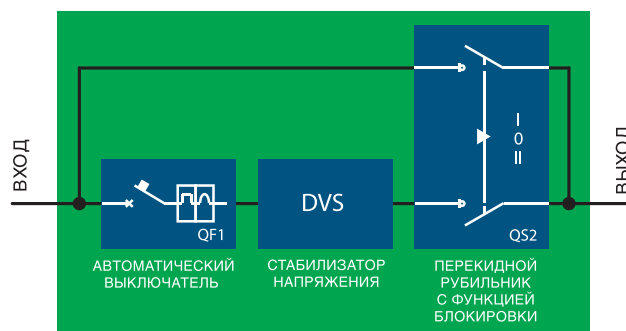 ВХОД
QF1
DVS
I
0
II
QS2
ВЫХОД
АВТОМАТИЧЕСКИЙ
ВЫКЛЮЧАТЕЛЬ
СТАБИЛИЗАТОР
НАПРЯЖЕНИЯ
ПЕРЕКИДНОЙ
РУБИЛЬНИК
С ФУНКЦИЕЙ
БЛОКИРОВКИ